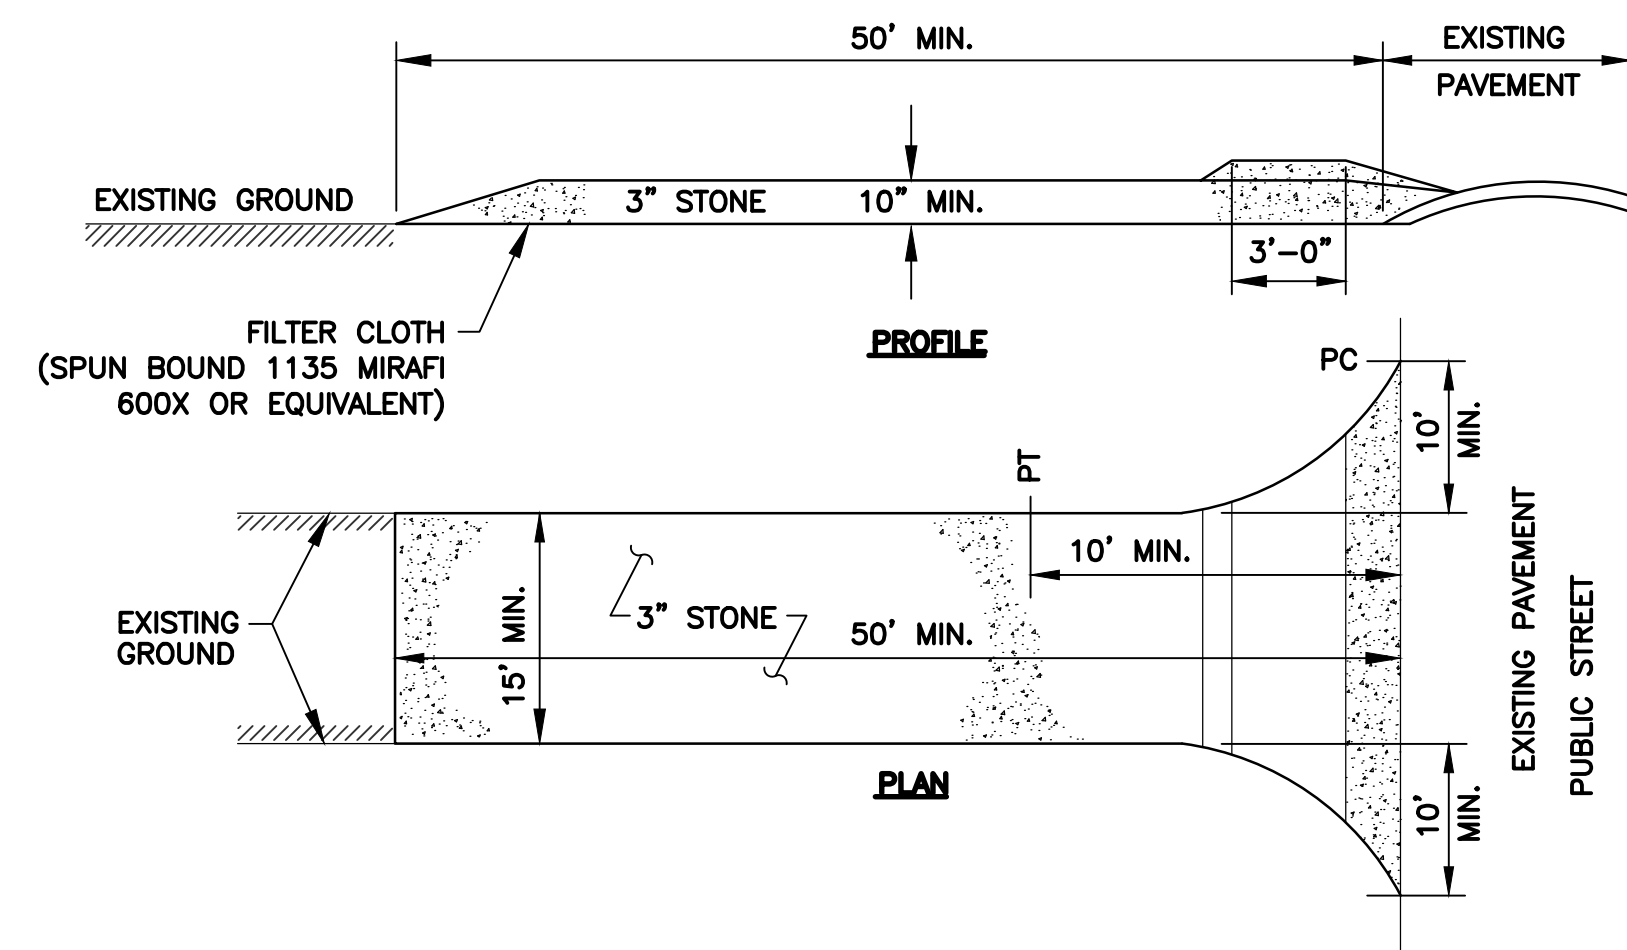 50' MIN.
EXISTING
PAVEMENT
EXISTING GROUND
3" STONE
10" MIN.
3'-0"
FILTER CLOTH
(SPUN BOUND 1135 MIRAFI
600X OR EQUIVALENT)
PROFILE
PC
10'
MIN.
PT
10' MIN.
EXISTING
GROUND
15' MIN.
3" STONE
50' MIN.
EXISTING PAVEMENT
PUBLIC STREET
10'
MIN.
PLAN